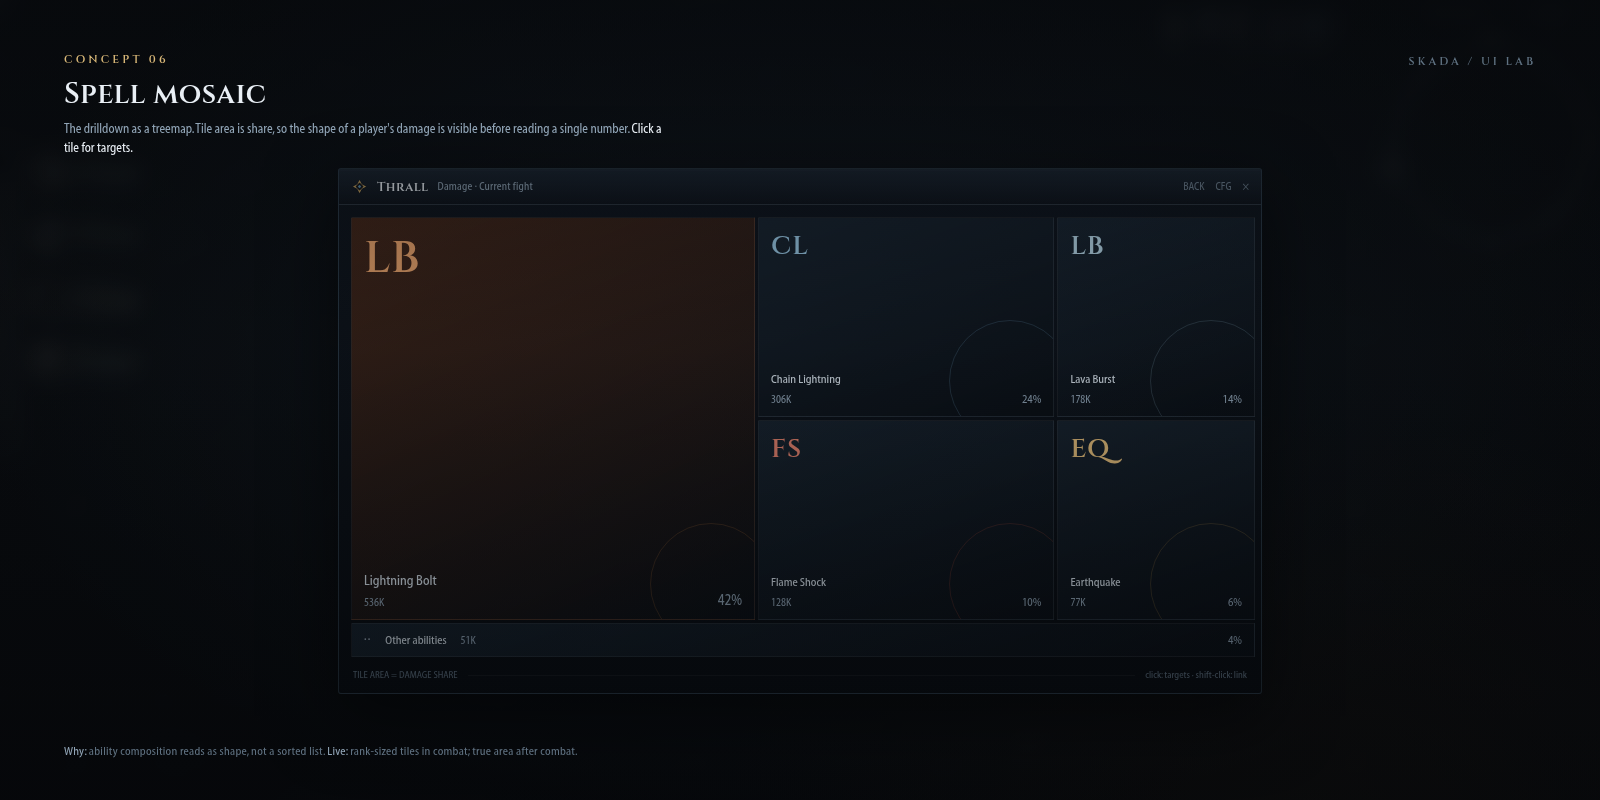 CONCEPT 06
SKADA / UI LAB
SPELL MOSAIC
The drilldown as a treemap. Tile area is share, so the shape of a player's damage is visible before reading a single number. Click a
tile for targets.
THRALL Damage · Current fight BACK CFG ×
LB
Lightning Bolt
536K 42%
CL
Chain Lightning
306K 24%
LB
Lava Burst
178K 14%
FS
Flame Shock
128K 10%
EQ
Earthquake
77K 6%
Other abilities 51K 4%
TILE AREA = DAMAGE SHARE click: targets · shift-click: link
Why: ability composition reads as shape, not a sorted list. Live: rank-sized tiles in combat; true area after combat.